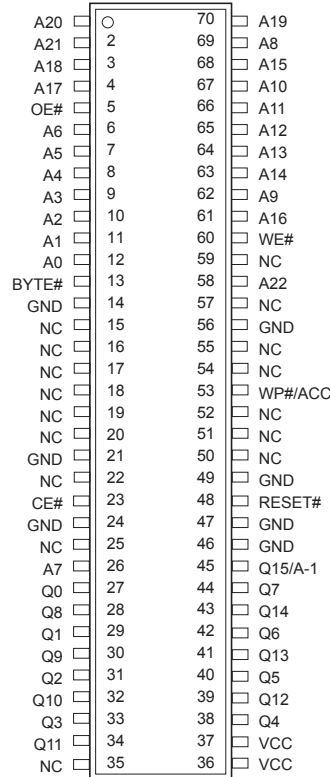 A20 70 A19
A21 2 69 A8
A18 3 68 A15
A17 4 67 A10
OE# 5 66 A11
A6 6 65 A12
A5 7 64 A13
A4 8 63 A14
A3 9 62 A9
A2 10 61 A16
A1 11 60 WE#
A0 12 59 NC
BYTE# 13 58 A22
GND 14 57 NC
NC 15 56 GND
NC 16 55 NC
NC 17 54 NC
NC 18 53 WP#/ACC
NC 19 52 NC
NC 20 51 NC
GND 21 50 NC
NC 22 49 GND
CE# 23 48 RESET#
GND 24 47 GND
NC 25 46 GND
A7 26 45 Q15/A-1
Q0 27 44 Q7
Q8 28 43 Q14
Q1 29 42 Q6
Q9 30 41 Q13
Q2 31 40 Q5
Q10 32 39 Q12
Q3 33 38 Q4
Q11 34 37 VCC
NC 35 36 VCC